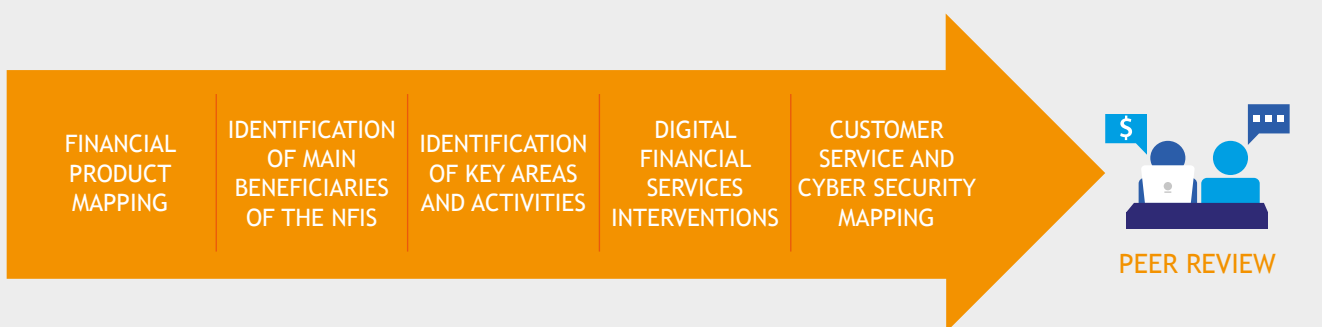 FINANCIAL
PRODUCT
MAPPING
IDENTIFICATION
OF MAIN
BENEFICIARIES
OF THE NFIS
IDENTIFICATION
OF KEY AREAS
AND ACTIVITIES
DIGITAL
FINANCIAL
SERVICES
INTERVENTIONS
CUSTOMER
SERVICE AND
CYBER SECURITY
MAPPING
$
PEER REVIEW